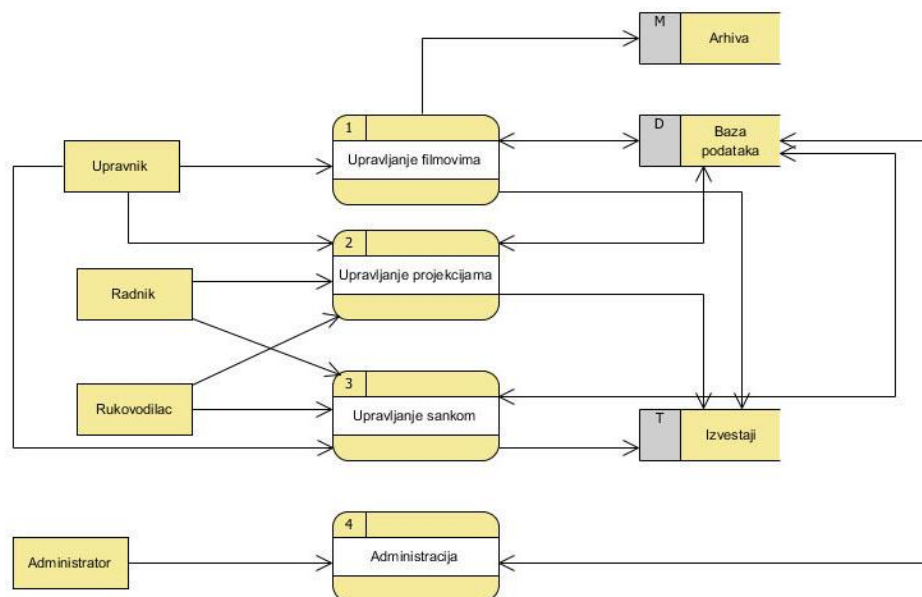 M
Arhiva
1
Upravljanje filmovima
D
Baza
podataka
Upravnik
2
Upravljanje projekcijama
Radnik
3
Upravljanje sankom
Rukovodilac
T
Izvestaji
4
Administracija
Administrator